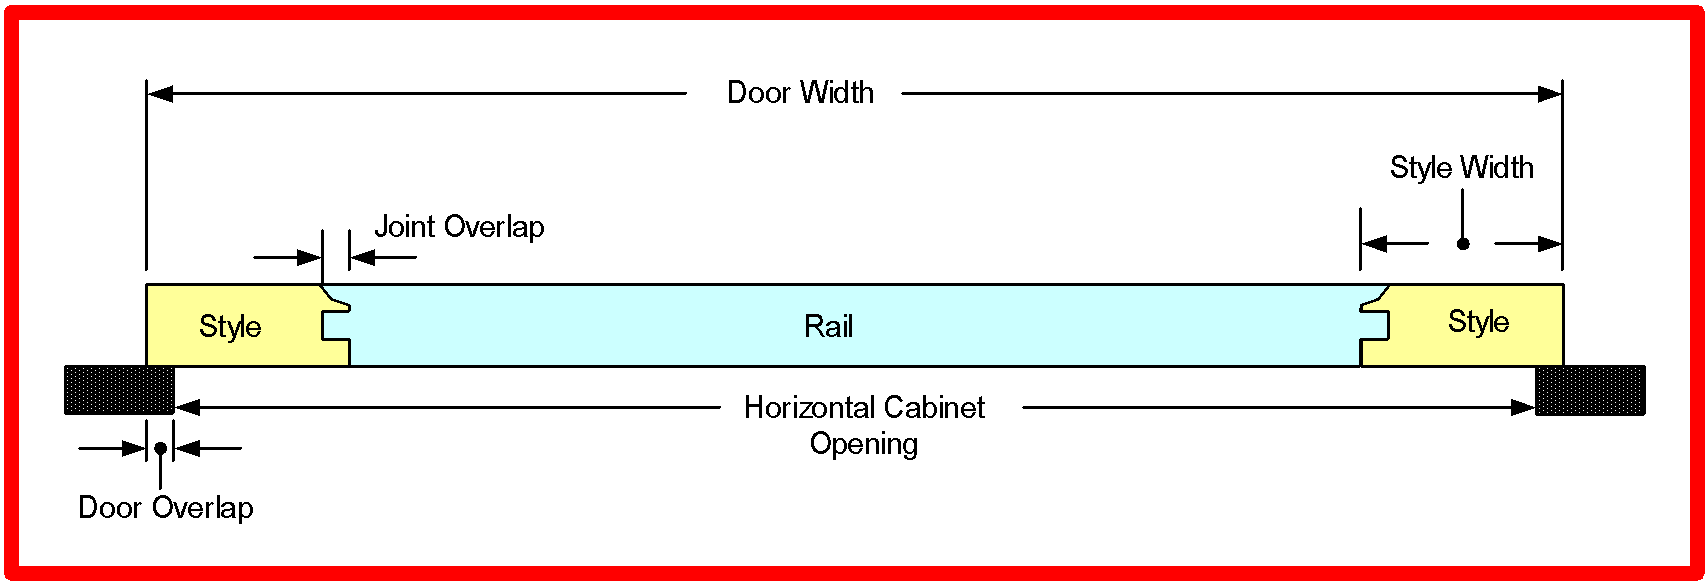 Door Width
Style Width
Joint Overlap
Style
Rail
Style
Horizontal Cabinet
Opening
Door Overlap